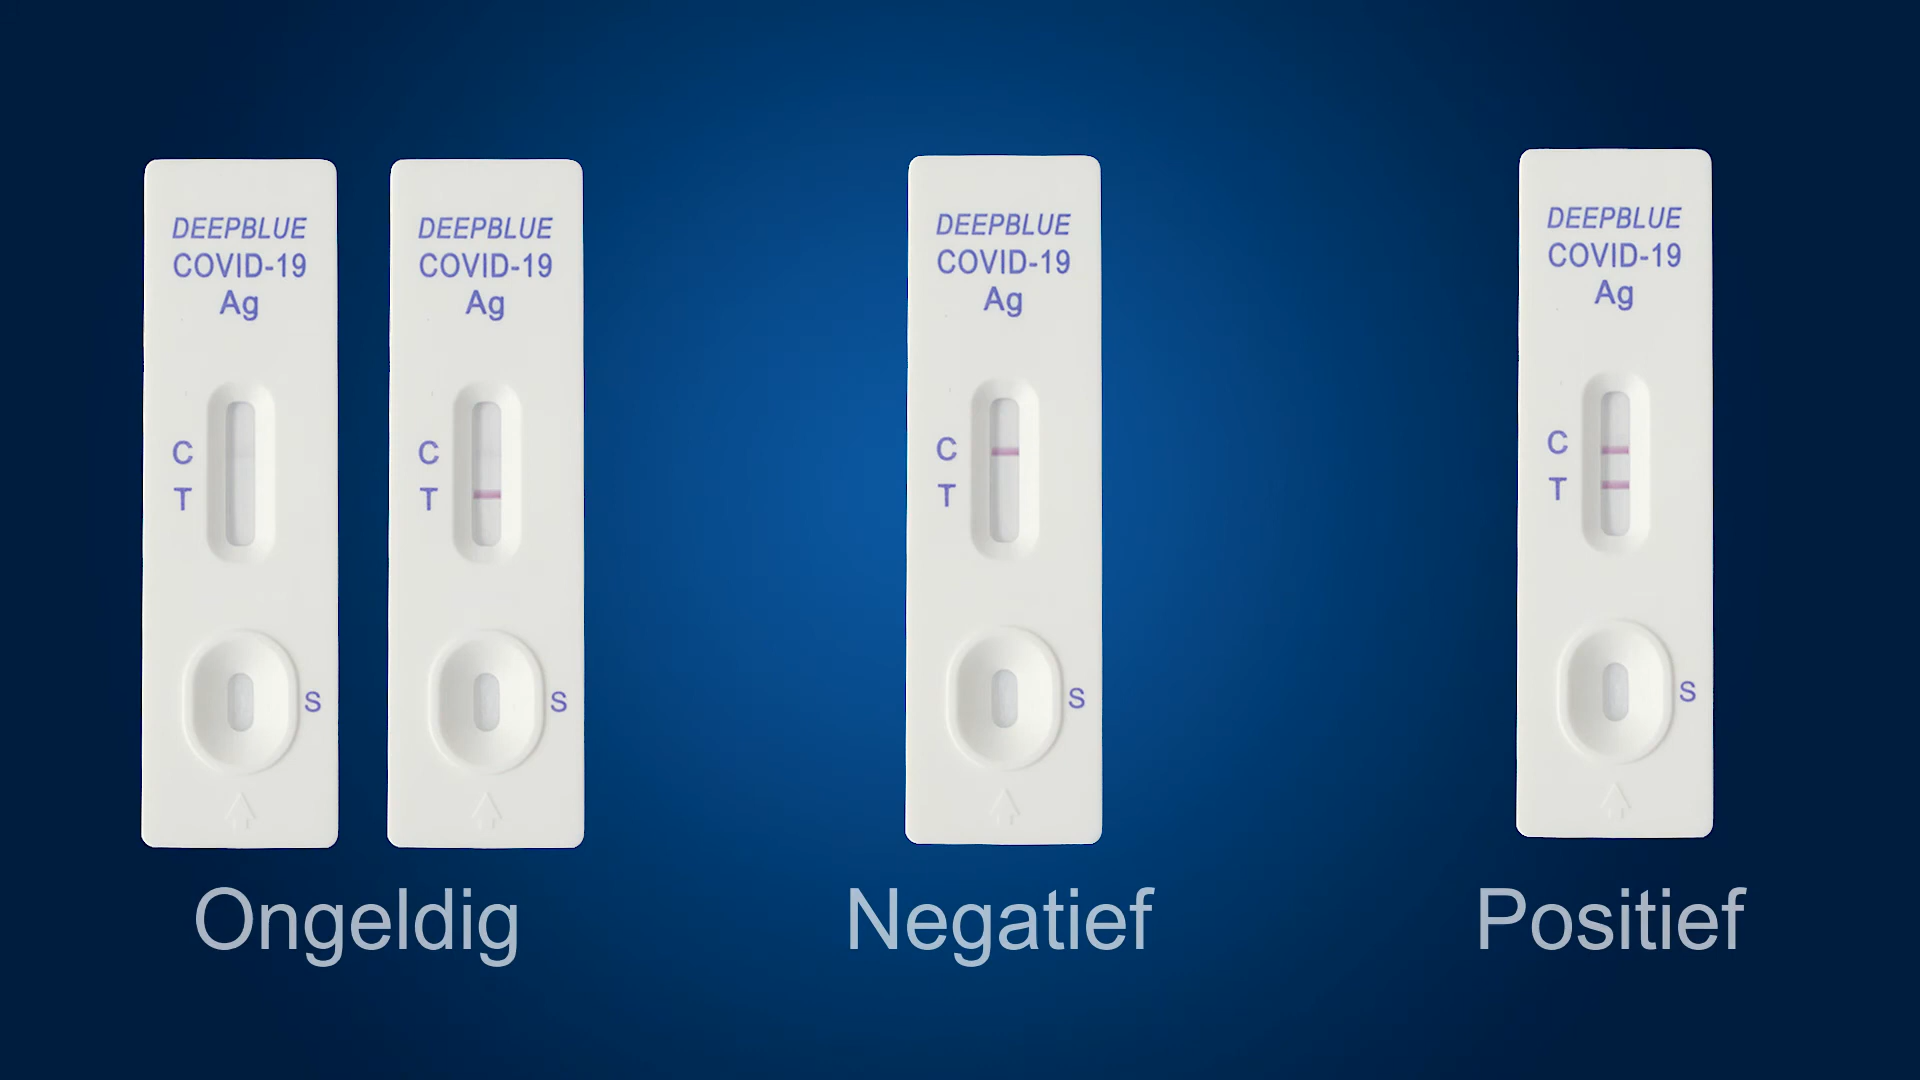 DEEPBLUE
COVID-19
Ag
C
T
S
DEEPBLUE
COVID-19
Ag
C
T
S
Ongeldig
DEEPBLUE
COVID-19
Ag
C
T
S
Negatief
DEEPBLUE
COVID-19
Ag
C
T
S
Positief